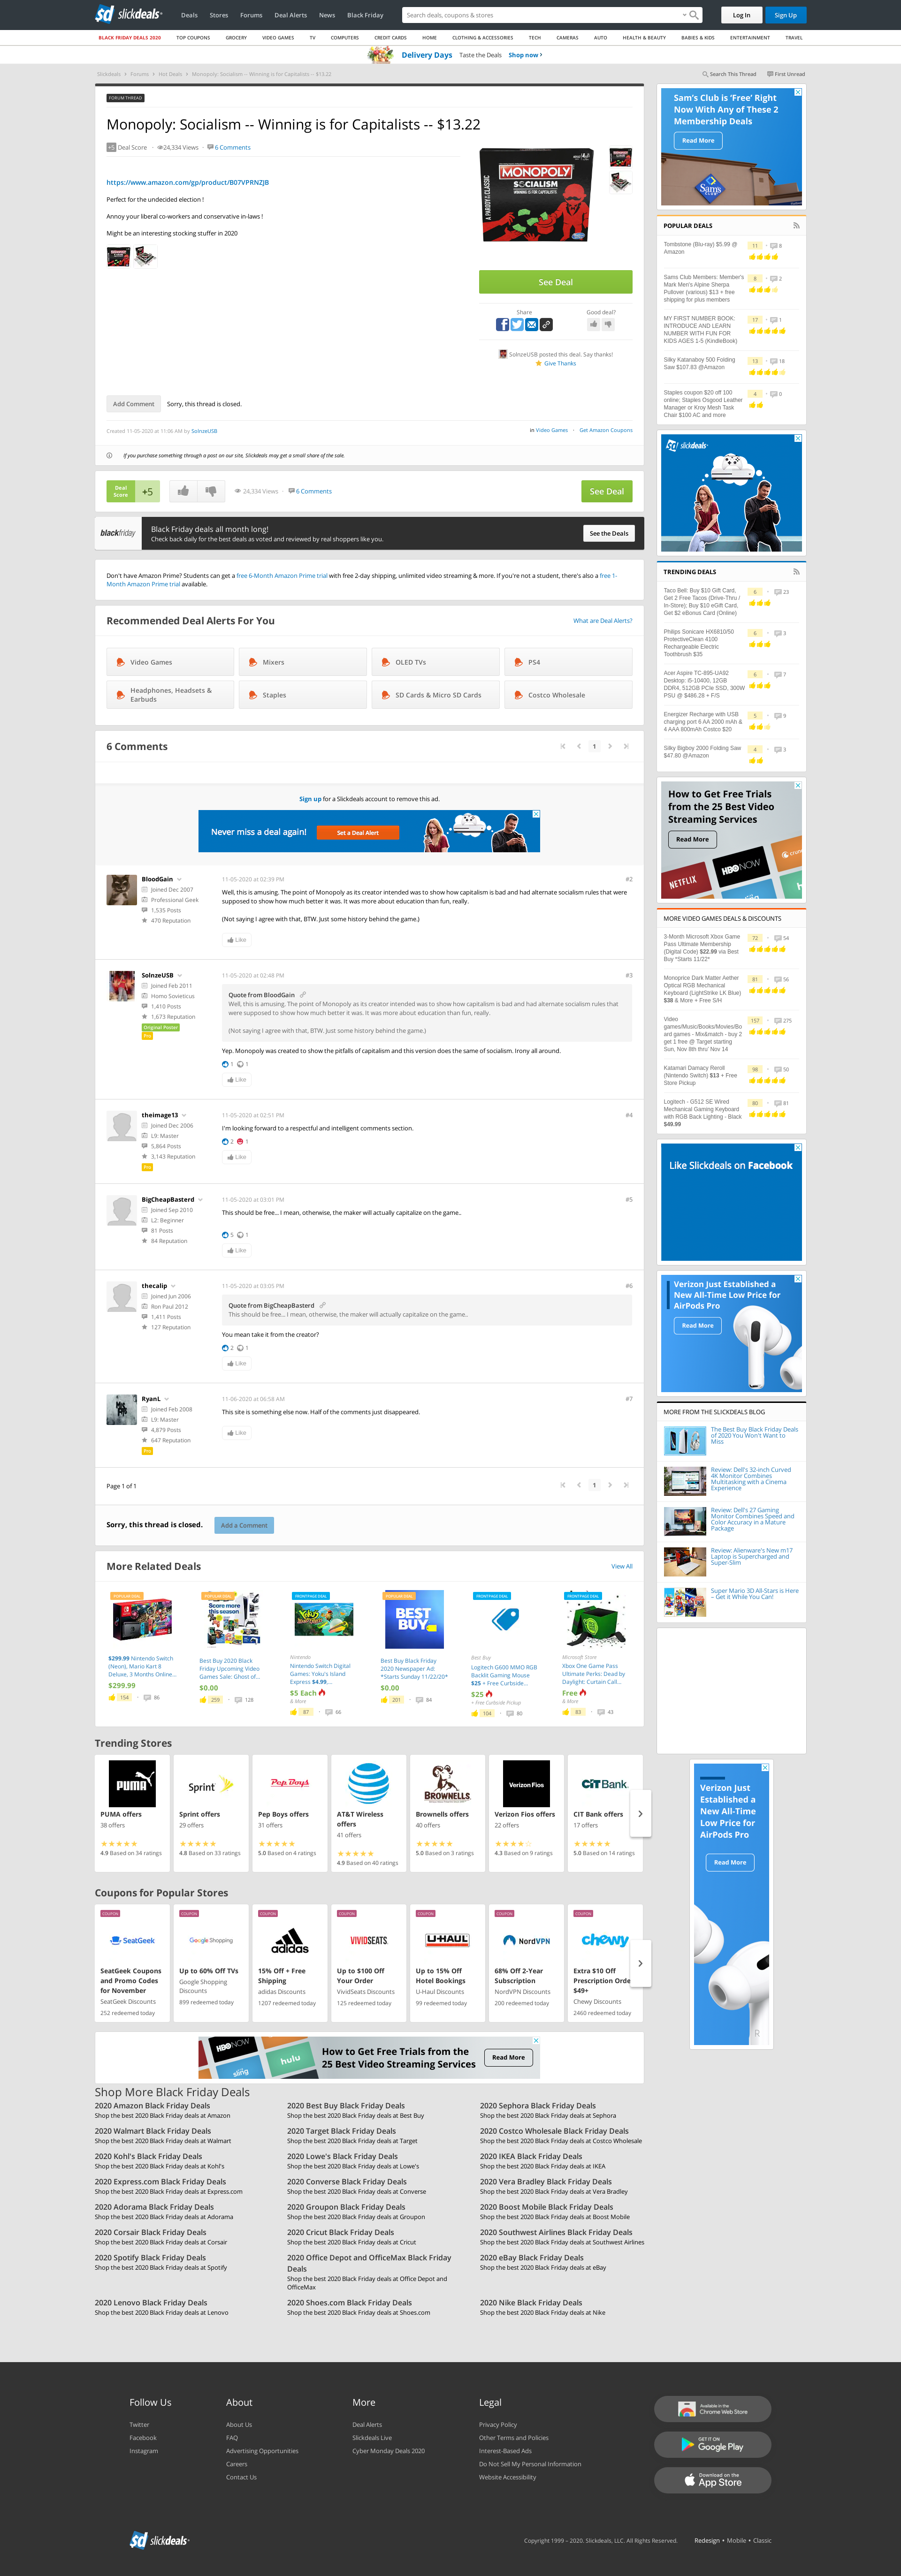 slickdeals
Deals Stores Forums Deal Alerts News Black Friday
Search deals, coupons & stores
Log In Sign Up
BLACK FRIDAY DEALS 2020 TOP COUPONS GROCERY VIDEO GAMES TV COMPUTERS CREDIT CARDS HOME CLOTHING & ACCESSORIES TECH CAMERAS AUTO HEALTH & BEAUTY BABIES & KIDS ENTERTAINMENT TRAVEL
Delivery Days Taste the Deals Shop now >
Slickdeals > Forums > Hot Deals > Monopoly: Socialism -- Winning is for Capitalists -- $13.22
Search This Thread First Unread
FORUM THREAD
Monopoly: Socialism -- Winning is for Capitalists -- $13.22
+5 Deal Score 24,334 Views 6 Comments
https://www.amazon.com/gp/product/B07VPRNZJB
Perfect for the undecided election !
Annoy your liberal co-workers and conservative in-laws !
Might be an interesting stocking stuffer in 2020
MONOPOLY
SOCIALISM
WINNING IS FOR CAPITALISTS
See Deal
Share
Good deal?
SolnzeUSB posted this deal. Say thanks!
Give Thanks
Add Comment Sorry, this thread is closed.
Created 11-05-2020 at 11:06 AM by SolnzeUSB
in Video Games Get Amazon Coupons
If you purchase something through a post on our site, Slickdeals may get a small share of the sale.
Deal Score +5 24,334 Views 6 Comments See Deal
blackfriday
Black Friday deals all month long!
Check back daily for the best deals as voted and reviewed by real shoppers like you.
See the Deals
Don't have Amazon Prime? Students can get a free 6-Month Amazon Prime trial with free 2-day shipping, unlimited video streaming & more. If you're not a student, there's also a free 1-
Month Amazon Prime trial available.
Recommended Deal Alerts For You
What are Deal Alerts?
Video Games Mixers OLED TVs PS4
Headphones, Headsets & Earbuds Staples SD Cards & Micro SD Cards Costco Wholesale
6 Comments
1
Sign up for a Slickdeals account to remove this ad.
Never miss a deal again! Set a Deal Alert
BloodGain
Joined Dec 2007
Professional Geek
1,535 Posts
470 Reputation
11-05-2020 at 02:39 PM
#2
Well, this is amusing. The point of Monopoly as its creator intended was to show how capitalism is bad and had alternate socialism rules that were
supposed to show how much better it was. It was more about education than fun, really.
(Not saying I agree with that, BTW. Just some history behind the game.)
Like
SolnzeUSB
Joined Feb 2011
Homo Sovieticus
1,410 Posts
1,673 Reputation
Original Poster
Pro
11-05-2020 at 02:48 PM
#3
Quote from BloodGain
Well, this is amusing. The point of Monopoly as its creator intended was to show how capitalism is bad and had alternate socialism rules that
were supposed to show how much better it was. It was more about education than fun, really.
(Not saying I agree with that, BTW. Just some history behind the game.)
Yep. Monopoly was created to show the pitfalls of capitalism and this version does the same of socialism. Irony all around.
1 1
Like
theimage13
Joined Dec 2006
L9: Master
5,864 Posts
3,143 Reputation
Pro
11-05-2020 at 02:51 PM
#4
I'm looking forward to a respectful and intelligent comments section.
2 1
Like
BigCheapBasterd
Joined Sep 2010
L2: Beginner
81 Posts
84 Reputation
11-05-2020 at 03:01 PM
#5
This should be free... I mean, otherwise, the maker will actually capitalize on the game..
5 1
Like
thecalip
Joined Jun 2006
Ron Paul 2012
1,411 Posts
127 Reputation
11-05-2020 at 03:05 PM
#6
Quote from BigCheapBasterd
This should be free... I mean, otherwise, the maker will actually capitalize on the game..
You mean take it from the creator?
2 1
Like
RyanL
Joined Feb 2008
L9: Master
4,879 Posts
647 Reputation
Pro
11-06-2020 at 06:58 AM
#7
This site is something else now. Half of the comments just disappeared.
Like
Page 1 of 1
1
Sorry, this thread is closed. Add a Comment
More Related Deals
View All
POPULAR DEAL
$299.99 Nintendo Switch
(Neon), Mario Kart 8
Deluxe, 3 Months Online...
$299.99
154 86
Score more this season
Best Buy 2020 Black
Friday Upcoming Video
Games Sale: Ghost of...
$0.00
259 128
FRONTPAGE DEAL
Nintendo
Nintendo Switch Digital
Games: Yoku's Island
Express $4.99...
$5 Each
& More
87 66
POPULAR DEAL
BEST BUY
Best Buy Black Friday
2020 Newspaper Ad:
*Starts Sunday 11/22/20*
$0.00
201 84
FRONTPAGE DEAL
Best Buy
Logitech G600 MMO RGB
Backlit Gaming Mouse
$25 + Free Curbside...
$25
+ Free Curbside Pickup
104 80
FRONTPAGE DEAL
Microsoft Store
Xbox One Game Pass
Ultimate Perks: Dead by
Daylight: Curtain Call...
Free
& More
83 43
Trending Stores
PUMA offers
38 offers
4.9 Based on 34 ratings
Sprint
Sprint offers
29 offers
4.8 Based on 33 ratings
Pep Boys
Pep Boys offers
31 offers
5.0 Based on 4 ratings
AT&T Wireless
offers
41 offers
4.9 Based on 40 ratings
BROWNELLS
Brownells offers
40 offers
5.0 Based on 3 ratings
Verizon Fios
Verizon Fios offers
22 offers
4.3 Based on 9 ratings
CIT BANK
CIT Bank offers
17 offers
5.0 Based on 14 ratings
Coupons for Popular Stores
COUPON
SeatGeek
SeatGeek Coupons
and Promo Codes
for November
SeatGeek Discounts
252 redeemed today
COUPON
Google Shopping
Up to 60% Off TVs
Google Shopping
Discounts
899 redeemed today
COUPON
adidas
15% Off + Free
Shipping
adidas Discounts
1207 redeemed today
COUPON
VIVIDSEATS
Up to $100 Off
Your Order
VividSeats Discounts
125 redeemed today
COUPON
U-HAUL
Up to 15% Off
Hotel Bookings
U-Haul Discounts
99 redeemed today
COUPON
NordVPN
68% Off 2-Year
Subscription
NordVPN Discounts
200 redeemed today
COUPON
chewy
Extra $10 Off
Prescription Orde
$49+
Chewy Discounts
2460 redeemed today
HBO NOW sling hulu
How to Get Free Trials from the
25 Best Video Streaming Services
Read More
Shop More Black Friday Deals
2020 Amazon Black Friday Deals
Shop the best 2020 Black Friday deals at Amazon
2020 Best Buy Black Friday Deals
Shop the best 2020 Black Friday deals at Best Buy
2020 Sephora Black Friday Deals
Shop the best 2020 Black Friday deals at Sephora
2020 Walmart Black Friday Deals
Shop the best 2020 Black Friday deals at Walmart
2020 Target Black Friday Deals
Shop the best 2020 Black Friday deals at Target
2020 Costco Wholesale Black Friday Deals
Shop the best 2020 Black Friday deals at Costco Wholesale
2020 Kohl's Black Friday Deals
Shop the best 2020 Black Friday deals at Kohl's
2020 Lowe's Black Friday Deals
Shop the best 2020 Black Friday deals at Lowe's
2020 IKEA Black Friday Deals
Shop the best 2020 Black Friday deals at IKEA
2020 Express.com Black Friday Deals
Shop the best 2020 Black Friday deals at Express.com
2020 Converse Black Friday Deals
Shop the best 2020 Black Friday deals at Converse
2020 Vera Bradley Black Friday Deals
Shop the best 2020 Black Friday deals at Vera Bradley
2020 Adorama Black Friday Deals
Shop the best 2020 Black Friday deals at Adorama
2020 Groupon Black Friday Deals
Shop the best 2020 Black Friday deals at Groupon
2020 Boost Mobile Black Friday Deals
Shop the best 2020 Black Friday deals at Boost Mobile
2020 Corsair Black Friday Deals
Shop the best 2020 Black Friday deals at Corsair
2020 Cricut Black Friday Deals
Shop the best 2020 Black Friday deals at Cricut
2020 Southwest Airlines Black Friday Deals
Shop the best 2020 Black Friday deals at Southwest Airlines
2020 Spotify Black Friday Deals
Shop the best 2020 Black Friday deals at Spotify
2020 Office Depot and OfficeMax Black Friday
Deals
Shop the best 2020 Black Friday deals at Office Depot and
OfficeMax
2020 eBay Black Friday Deals
Shop the best 2020 Black Friday deals at eBay
2020 Lenovo Black Friday Deals
Shop the best 2020 Black Friday deals at Lenovo
2020 Shoes.com Black Friday Deals
Shop the best 2020 Black Friday deals at Shoes.com
2020 Nike Black Friday Deals
Shop the best 2020 Black Friday deals at Nike
Sam's Club is 'Free' Right
Now With Any of These 2
Membership Deals
Read More
Sams
POPULAR DEALS
Tombstone (Blu-ray) $5.99 @
Amazon
11 8
Sams Club Members: Member's
Mark Men's Alpine Sherpa
Pullover (various) $13 + free
shipping for plus members
8 2
MY FIRST NUMBER BOOK:
INTRODUCE AND LEARN
NUMBER WITH FUN FOR
KIDS AGES 1-5 (KindleBook)
17 1
Silky Katanaboy 500 Folding
Saw $107.83 @Amazon
13 18
Staples coupon $20 off 100
online; Staples Osgood Leather
Manager or Kroy Mesh Task
Chair $100 AC and more
4 0
slickdeals
TRENDING DEALS
Taco Bell: Buy $10 Gift Card,
Get 2 Free Tacos (Drive-Thru /
In-Store); Buy $10 eGift Card,
Get $2 eBonus Card (Online)
6 23
Philips Sonicare HX6810/50
ProtectiveClean 4100
Rechargeable Electric
Toothbrush $35
6 3
Acer Aspire TC-895-UA92
Desktop: i5-10400, 12GB
DDR4, 512GB PCIe SSD, 300W
PSU @ $486.28 + F/S
6 7
Energizer Recharge with USB
charging port 6 AA 2000 mAh &
4 AAA 800mAh Costco $20
5 9
Silky Bigboy 2000 Folding Saw
$47.80 @Amazon
4 3
How to Get Free Trials
from the 25 Best Video
Streaming Services
Read More
NETFLIX HBO NOW sling hulu
MORE VIDEO GAMES DEALS & DISCOUNTS
3-Month Microsoft Xbox Game
Pass Ultimate Membership
(Digital Code) $22.99 via Best
Buy *Starts 11/22*
72 54
Monoprice Dark Matter Aether
Optical RGB Mechanical
Keyboard (LightStrike LK Blue)
$38 & More + Free S/H
81 56
Video
games/Music/Books/Movies/Bo
ard games - Mix&match - buy 2
get 1 free @ Target starting
Sun, Nov 8th thru' Nov 14
157 275
Katamari Damacy Reroll
(Nintendo Switch) $13 + Free
Store Pickup
98 50
Logitech - G512 SE Wired
Mechanical Gaming Keyboard
with RGB Back Lighting - Black
$49.99
80 81
Like Slickdeals on Facebook
Verizon Just Established a
New All-Time Low Price for
AirPods Pro
Read More
MORE FROM THE SLICKDEALS BLOG
The Best Buy Black Friday Deals
of 2020 You Won't Want to
Miss
Review: Dell's 32-inch Curved
4K Monitor Combines
Multitasking with a Cinema
Experience
Review: Dell's 27 Gaming
Monitor Combines Speed and
Color Accuracy in a Mature
Package
Review: Alienware's New m17
Laptop is Supercharged and
Super-Slim
Super Mario 3D All-Stars is Here
– Get it While You Can!
Verizon Just
Established a
New All-Time
Low Price for
AirPods Pro
Read More
Follow Us
Twitter
Facebook
Instagram
About
About Us
FAQ
Advertising Opportunities
Careers
Contact Us
More
Deal Alerts
Slickdeals Live
Cyber Monday Deals 2020
Legal
Privacy Policy
Other Terms and Policies
Interest-Based Ads
Do Not Sell My Personal Information
Website Accessibility
Available in the
Chrome Web Store
GET IT ON
Google Play
Download on the
App Store
slickdeals
Copyright 1999 – 2020. Slickdeals, LLC. All Rights Reserved. Redesign • Mobile • Classic